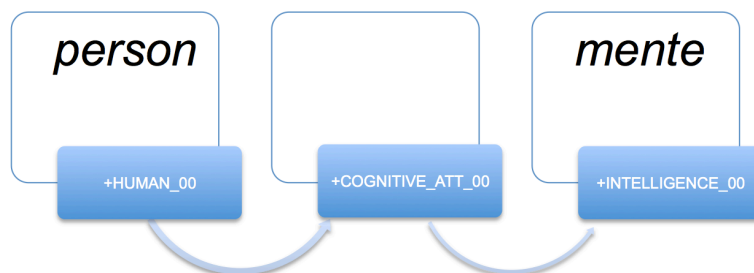 person
mente
+HUMAN_00
+COGNITIVE_ATT_00
+INTELLIGENCE_00